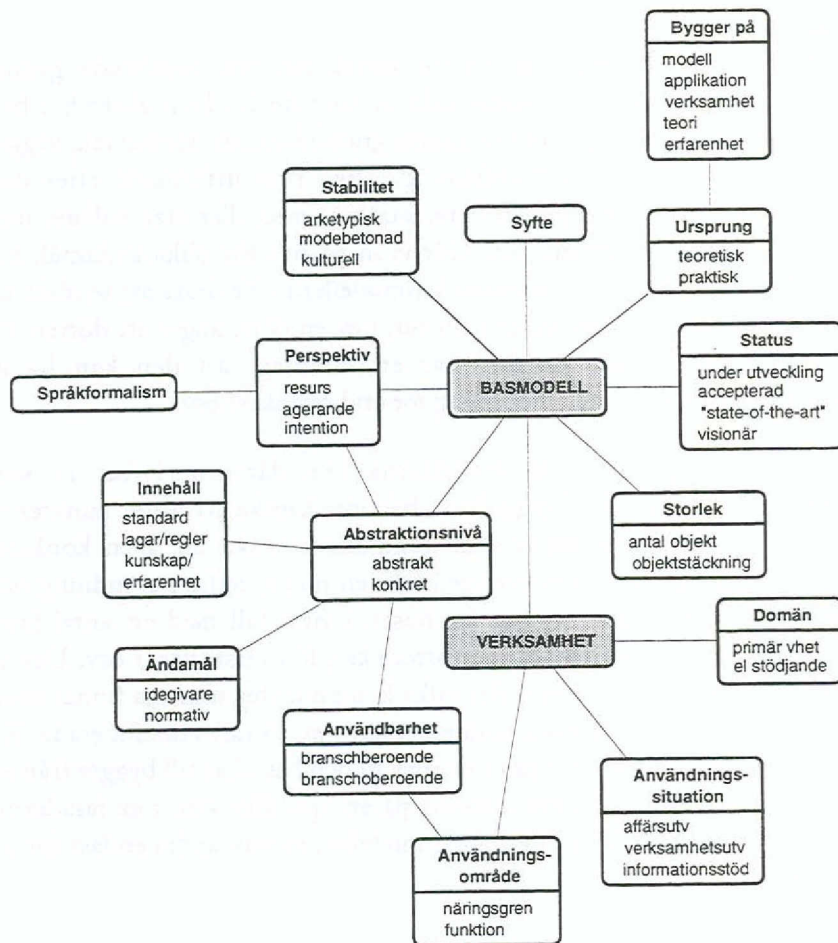 Bygger på
modell
applikation
verksamhet
teori
erfarenhet
Stabilitet
arketypisk
modebetonad
kulturell
Syfte
Ursprung
teoretisk
praktisk
Status
under utveckling
accepterad
"state-of-the-art"
visionär
Perspektiv
resurs
agerande
intention
Språkformalism
BASMODELL
Innehåll
standard
lagar/regler
kunskap/
erfarenhet
Abstraktionsnivå
abstrakt
konkret
Storlek
antal objekt
objektstäckning
VERKSAMHET
Domän
primär vhet
el stödjande
Ändamål
idegivare
normativ
Användbarhet
branschberoende
branschoberoende
Användnings-
situation
affärsutv
verksamhetsutv
informationsstöd
Användnings-
område
näringsgren
funktion